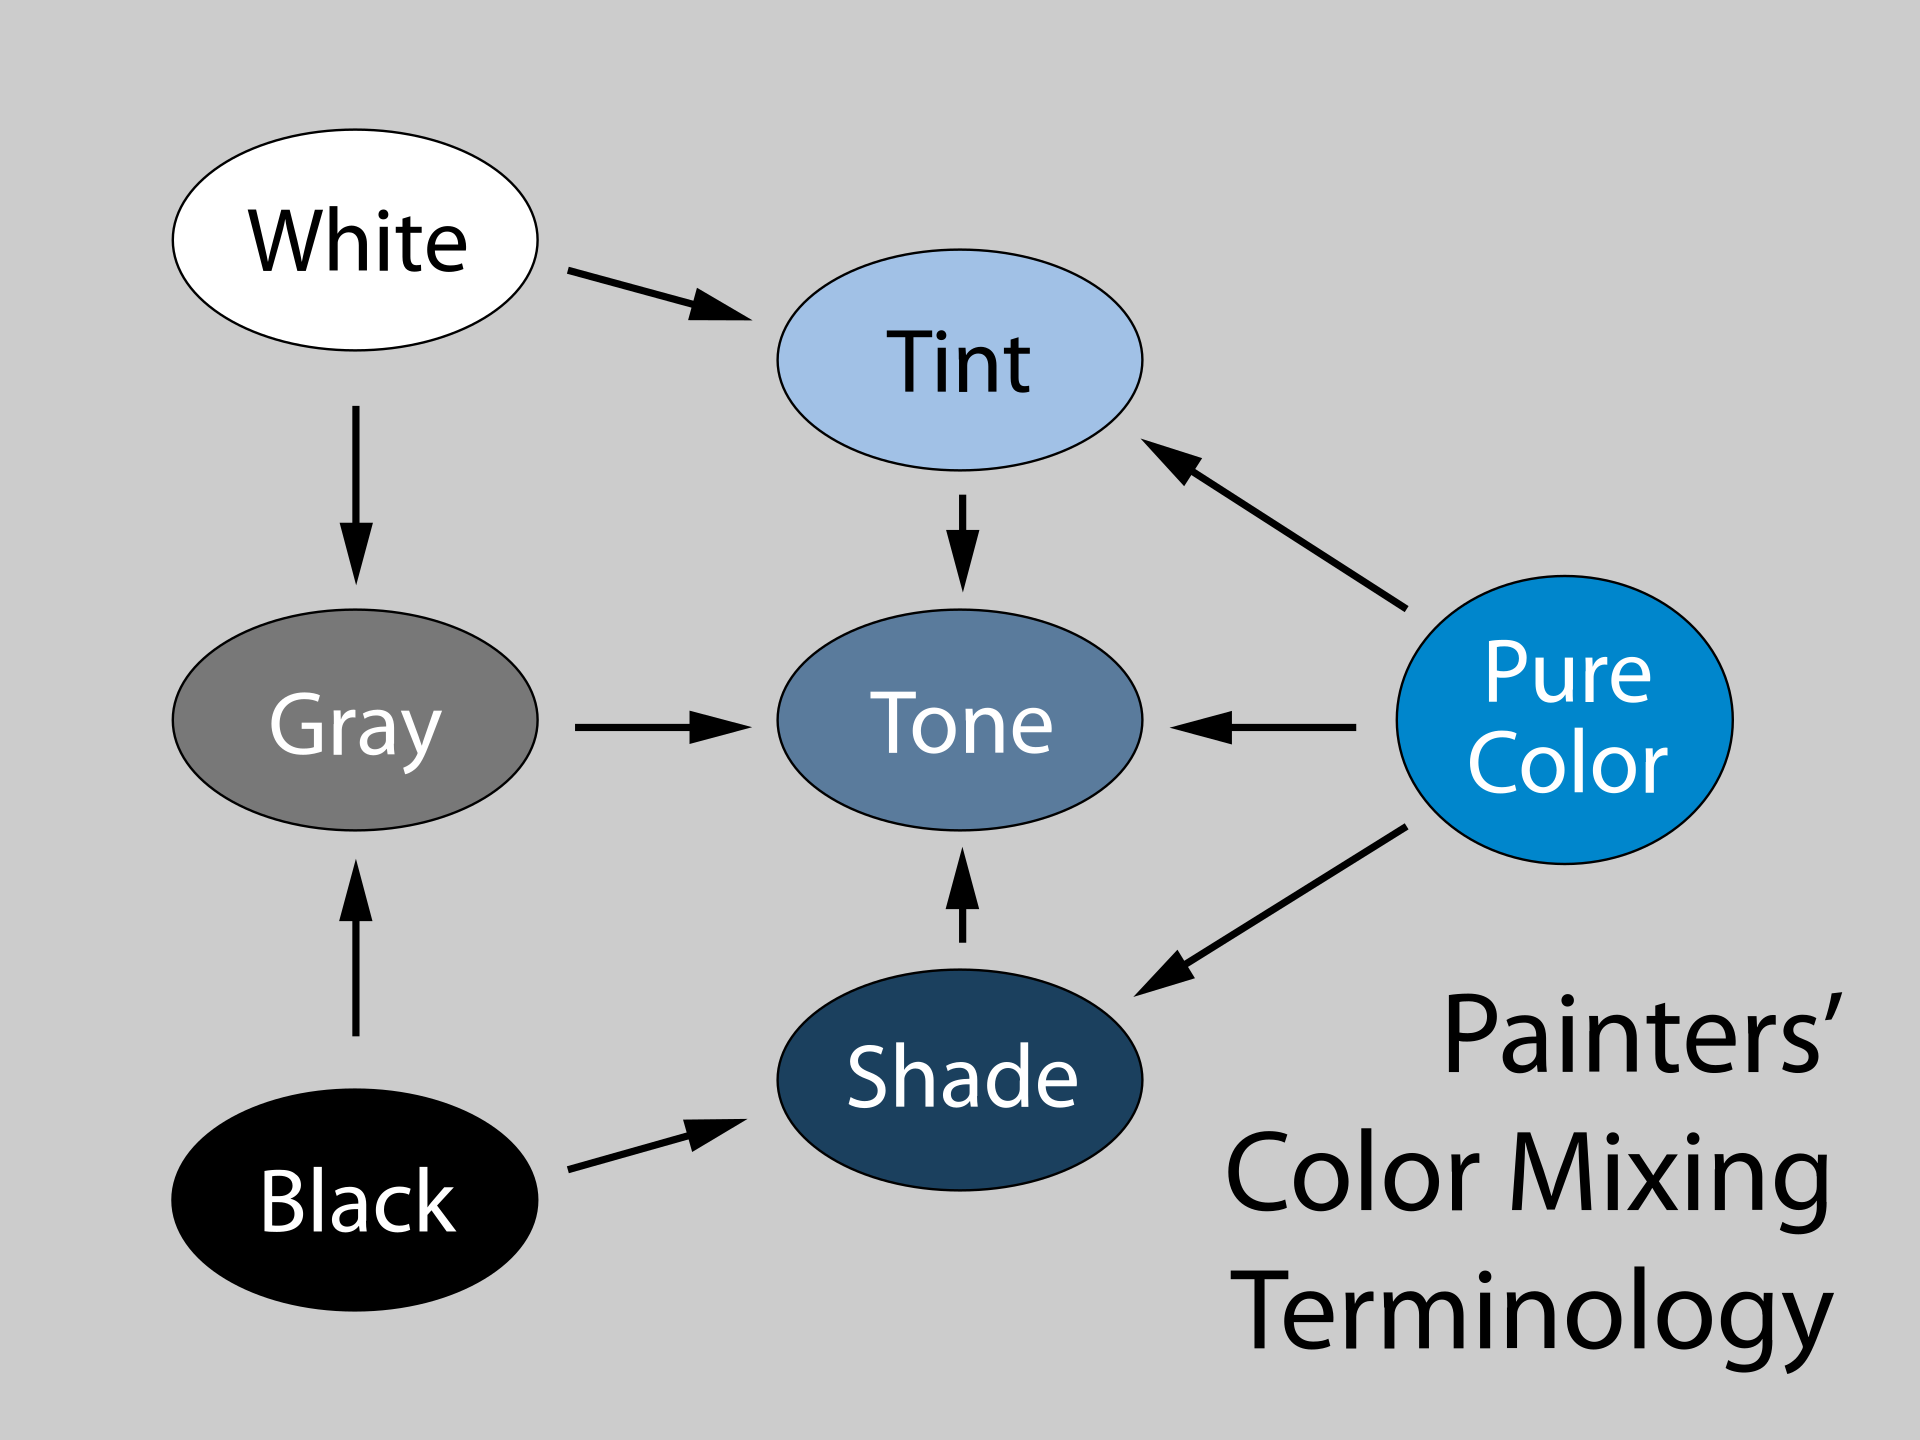 White
Tint
Gray
Tone
Pure
Color
Shade
Black
Painters’
Color Mixing
Terminology